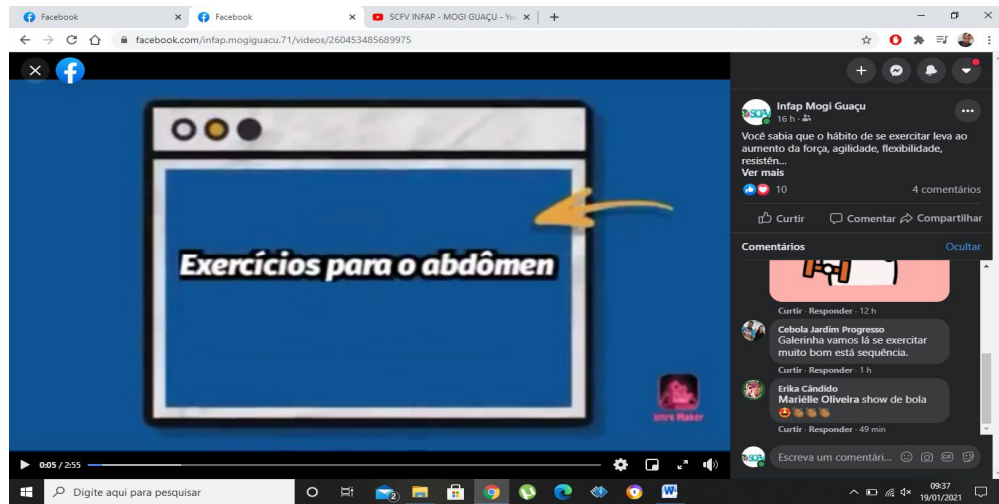 Facebook
Facebook
SCFV INFAP - MOGI GUAÇU - Yo
facebook.com/infap.mogiguacu.71/videos/260453485689975
Exercícios para o abdômen
Intro Maker
0:05 / 2:55
Infap Mogi Guaçu
16 h
Você sabia que o hábito de se exercitar leva ao
aumento da força, agilidade, flexibilidade,
resistên...
Ver mais
10
4 comentários
Curtir
Comentar
Compartilhar
Comentários
Ocultar
Curtir · Responder · 12 h
Cebola Jardim Progresso
Galerinha vamos lá se exercitar
muito bom está sequência.
Curtir · Responder · 1 h
Erika Cândido
Mariélle Oliveira show de bola
Curtir · Responder · 49 min
Escreva um comentári...
GIF
Digite aqui para pesquisar
2
W
09:37
19/01/2021